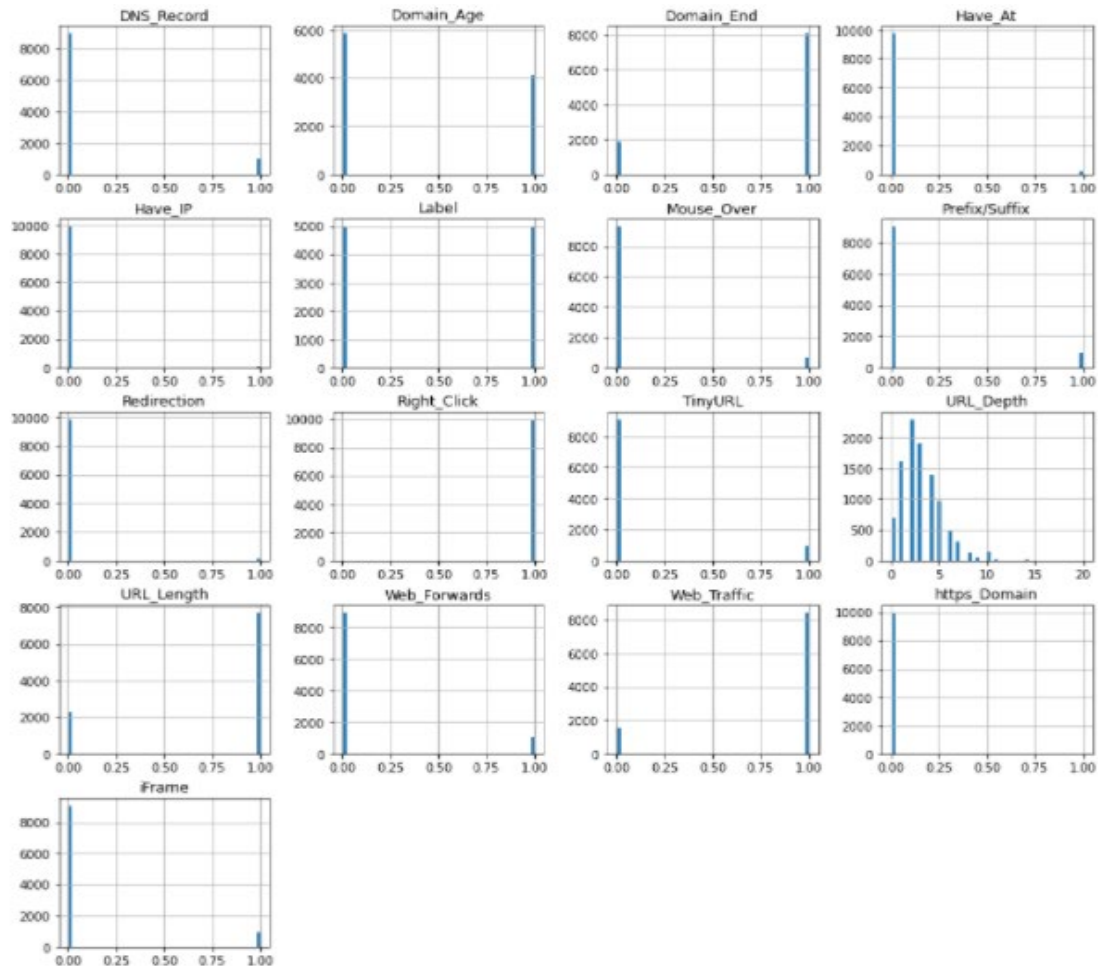 DNS_Record
8000
6000
4000
2000
0
0.00 0.25 0.50 0.75 1.00
Domain_Age
6000
4000
2000
0
0.00 0.25 0.50 0.75 1.00
Domain_End
8000
6000
4000
2000
0
0.00 0.25 0.50 0.75 1.00
Have_At
10000
8000
6000
4000
2000
0
0.00 0.25 0.50 0.75 1.00
Have_IP
10000
8000
6000
4000
2000
0
0.00 0.25 0.50 0.75 1.00
Label
5000
4000
3000
2000
1000
0
0.00 0.25 0.50 0.75 1.00
Mouse_Over
8000
6000
4000
2000
0
0.00 0.25 0.50 0.75 1.00
Prefix/Suffix
8000
6000
4000
2000
0
0.00 0.25 0.50 0.75 1.00
Redirection
10000
8000
6000
4000
2000
0
0.00 0.25 0.50 0.75 1.00
Right_Click
10000
8000
6000
4000
2000
0
0.00 0.25 0.50 0.75 1.00
TinyURL
8000
6000
4000
2000
0
0.00 0.25 0.50 0.75 1.00
URL_Depth
2000
1500
1000
500
0
0 5 10 15 20
URL_Length
8000
6000
4000
2000
0
0.00 0.25 0.50 0.75 1.00
Web_Forwards
8000
6000
4000
2000
0
0.00 0.25 0.50 0.75 1.00
Web_Traffic
8000
6000
4000
2000
0
0.00 0.25 0.50 0.75 1.00
https_Domain
10000
8000
6000
4000
2000
0
0.00 0.25 0.50 0.75 1.00
iFrame
8000
6000
4000
2000
0
0.00 0.25 0.50 0.75 1.00